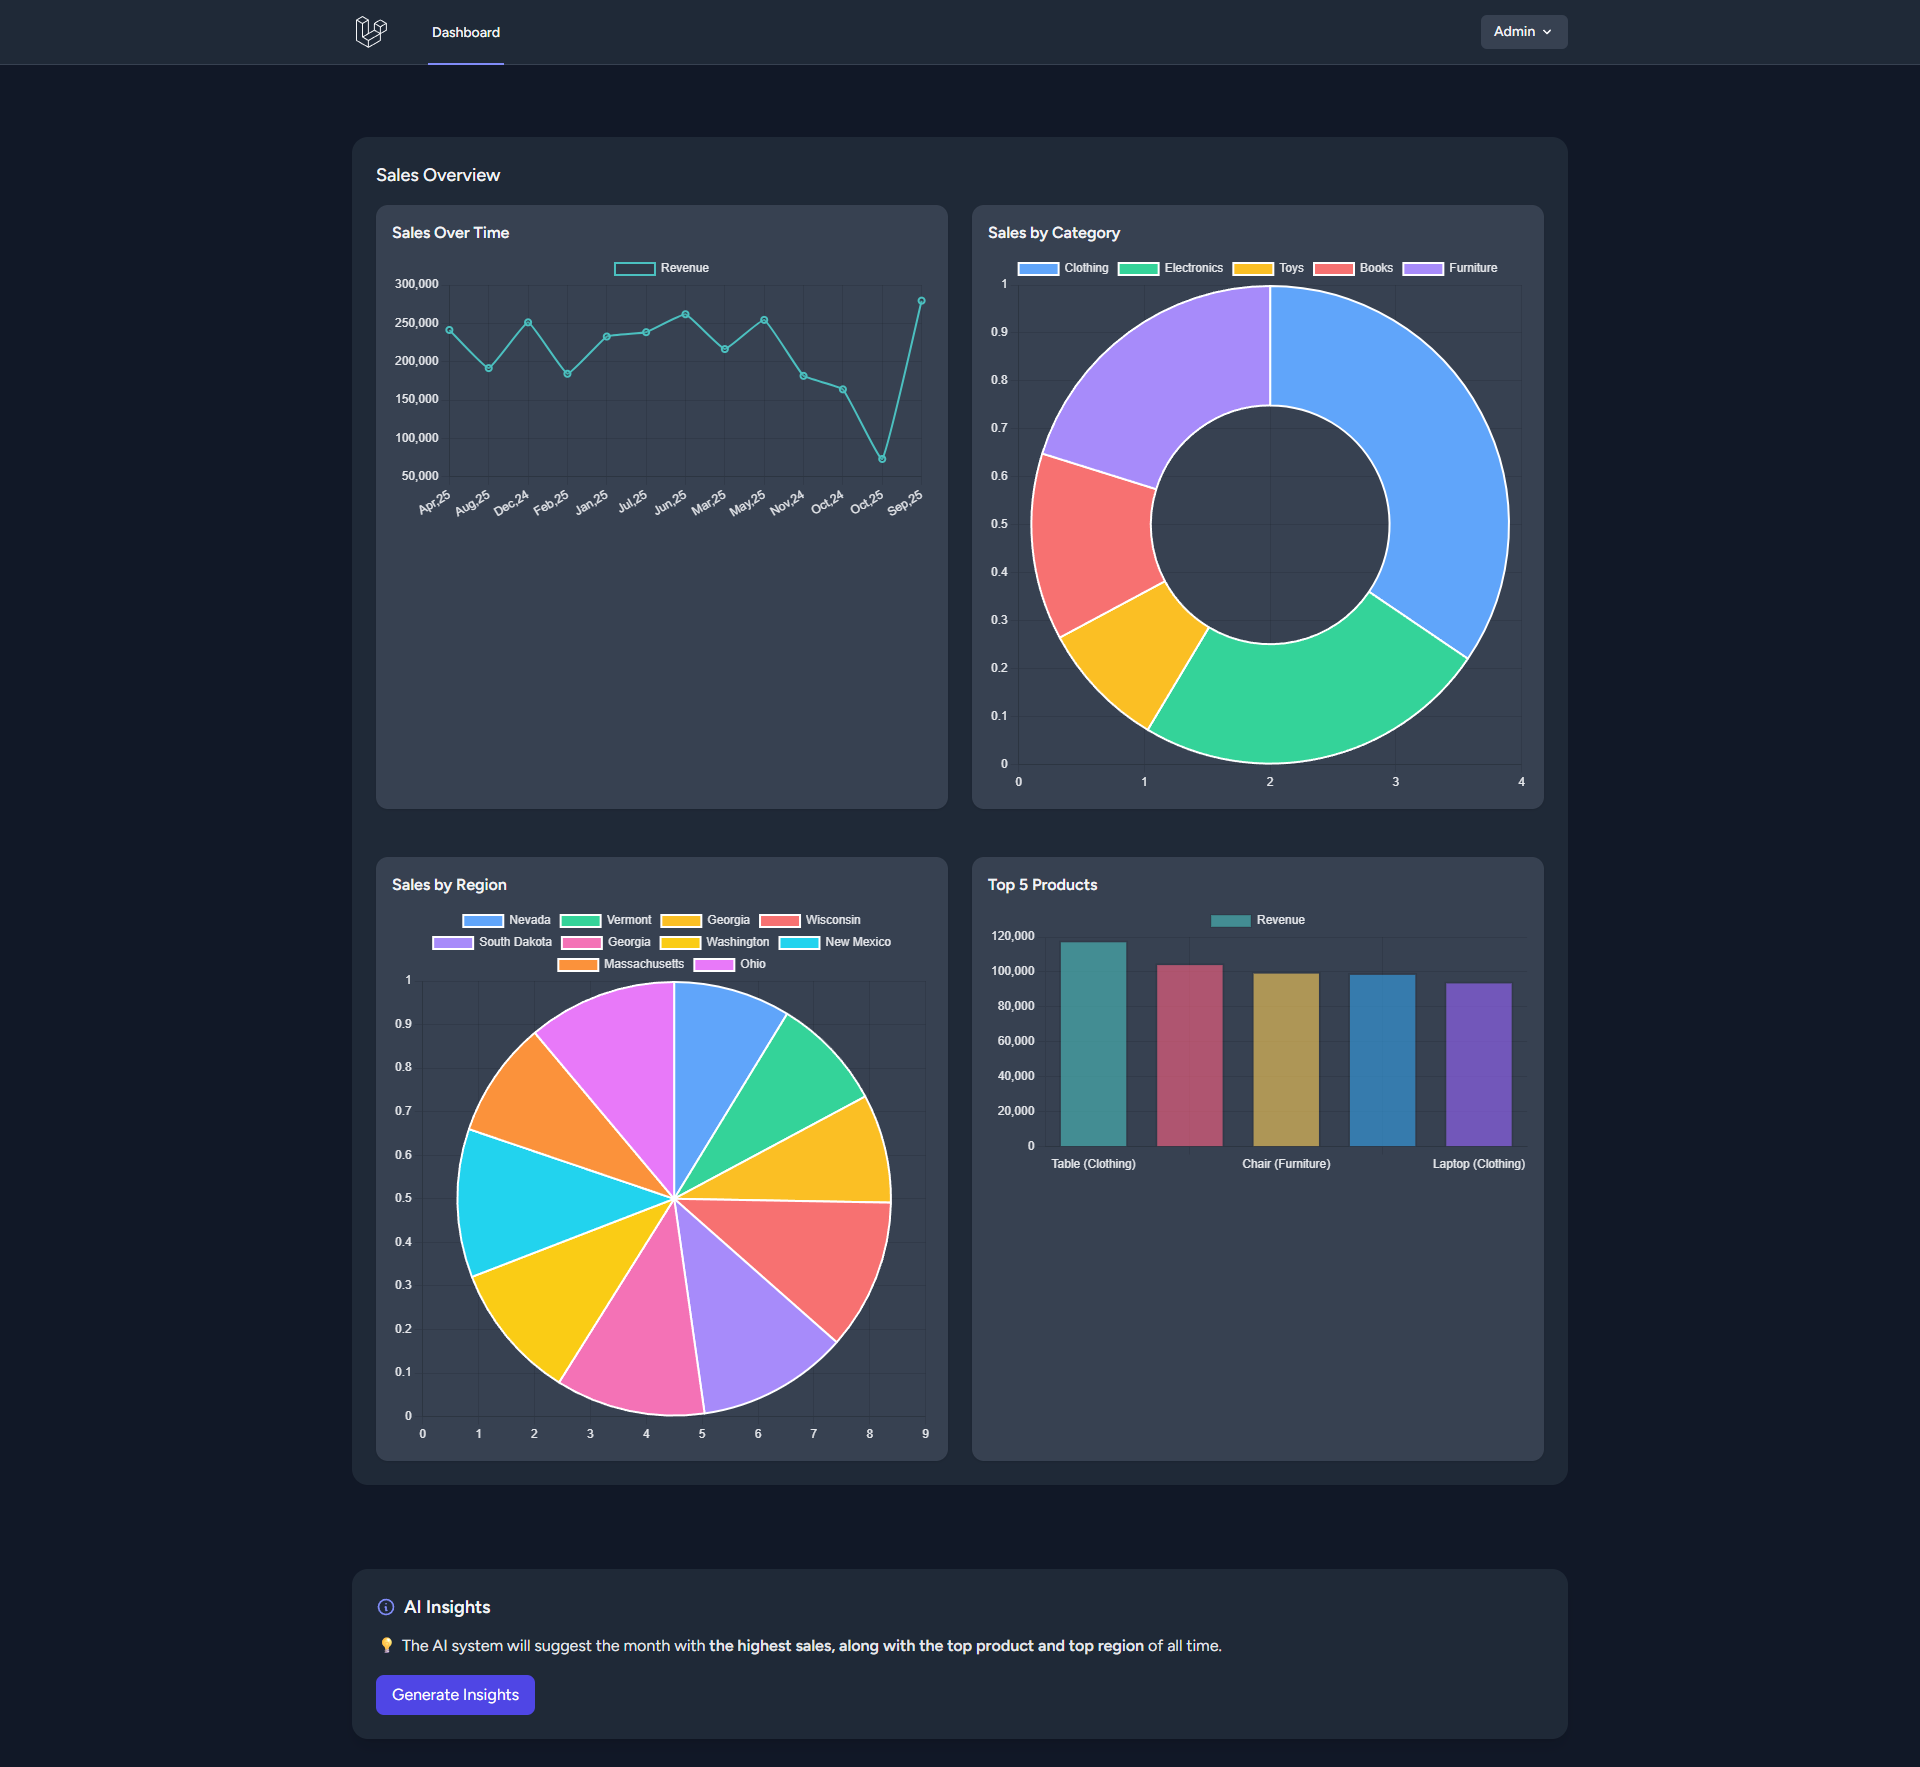 Dashboard
Admin
Sales Overview
Sales Over Time
Revenue
300,000
250,000
200,000
150,000
100,000
50,000
Apr,25 Aug,25 Dec,24 Feb,25 Jan,25 Jul,25 Jun,25 Mar,25 May,25 Nov,24 Oct,24 Oct,25 Sep,25
Sales by Category
Clothing Electronics Toys Books Furniture
1
0.9
0.8
0.7
0.6
0.5
0.4
0.3
0.2
0.1
0
0 1 2 3 4
Sales by Region
Nevada Vermont Georgia Wisconsin
South Dakota Georgia Washington New Mexico
Massachusetts Ohio
1
0.9
0.8
0.7
0.6
0.5
0.4
0.3
0.2
0.1
0
0 1 2 3 4 5 6 7 8 9
Top 5 Products
Revenue
120,000
100,000
80,000
60,000
40,000
20,000
0
Table (Clothing) Chair (Furniture) Laptop (Clothing)
AI Insights
The AI system will suggest the month with the highest sales, along with the top product and top region of all time.
Generate Insights